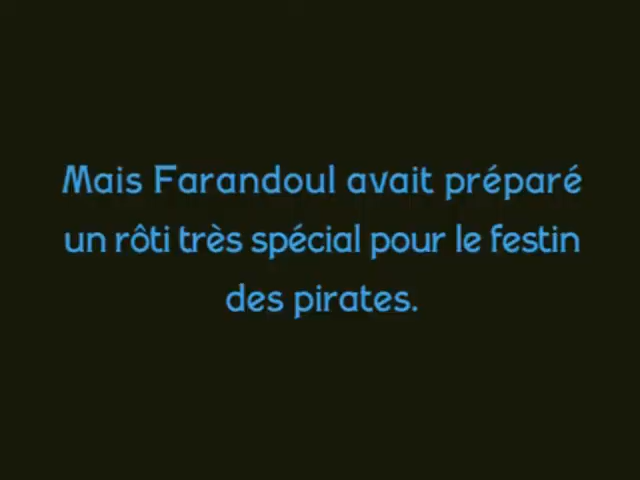 Mais Farandoul avait préparé
un rôti très spécial pour le festin
des pirates.